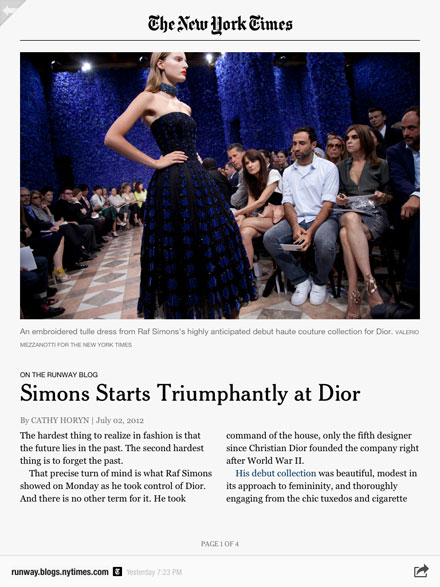 The New York Times
An embroidered tulle dress from Raf Simons's highly anticipated debut haute couture collection for Dior. VALERIO
MEZZANOTTI FOR THE NEW YORK TIMES
ON THE RUNWAY BLOG
Simons Starts Triumphantly at Dior
By CATHY HORYN | July 02, 2012
The hardest thing to realize in fashion is that
the future lies in the past. The second hardest
thing is to forget the past.
That precise turn of mind is what Raf Simons
showed on Monday as he took control of Dior.
And there is no other term for it. He took
command of the house, only the fifth designer
since Christian Dior founded the company right
after World War II.
His debut collection was beautiful, modest in
its approach to femininity, and thoroughly
engaging from the chic tuxedos and cigarette
PAGE 1 OF 4
runway.blogs.nytimes.com Yesterday 7:23 PM